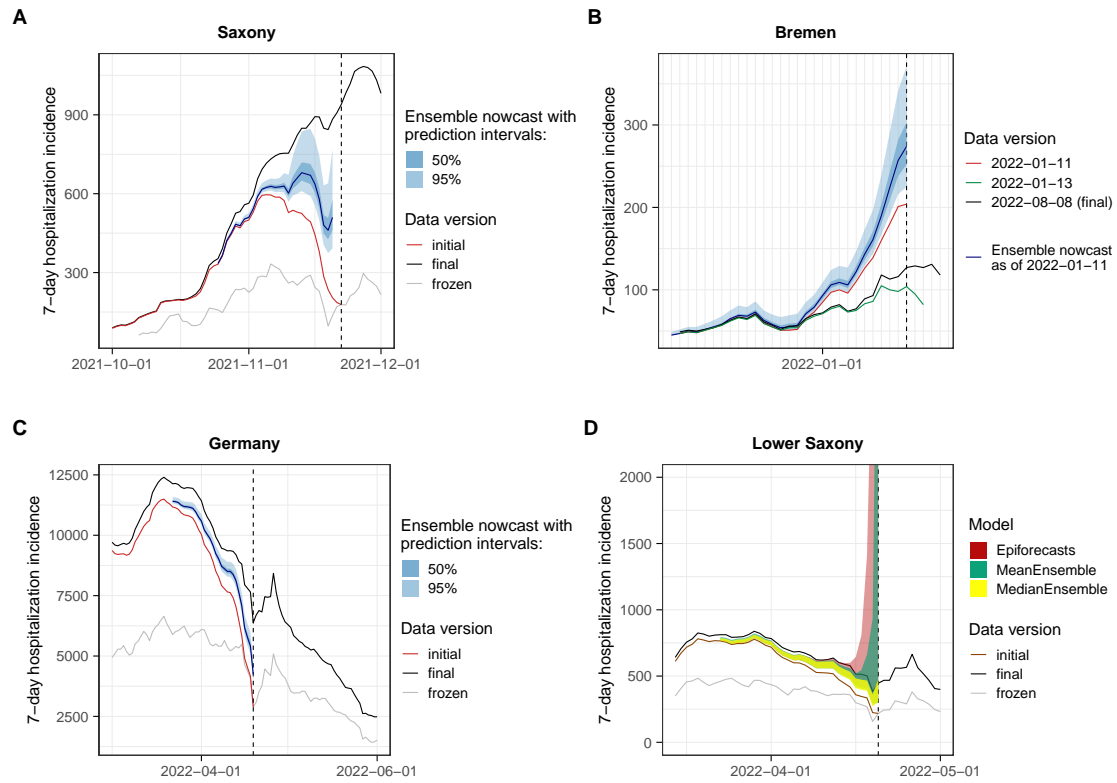 A
Saxony
7−day hospitalization incidence
900
600
300
2021−10−01
2021−11−01
2021−12−01
Ensemble nowcast with
prediction intervals:
50%
95%
Data version
initial
final
frozen
B
Bremen
7−day hospitalization incidence
300
200
100
2022−01−01
Data version
2022−01−11
2022−01−13
2022−08−08 (final)
Ensemble nowcast
as of 2022−01−11
C
Germany
7−day hospitalization incidence
12500
10000
7500
5000
2500
2022−04−01
2022−06−01
Ensemble nowcast with
prediction intervals:
50%
95%
Data version
initial
final
frozen
D
Lower Saxony
7−day hospitalization incidence
2000
1500
1000
500
0
2022−04−01
2022−05−01
Model
Epiforecasts
MeanEnsemble
MedianEnsemble
Data version
initial
final
frozen